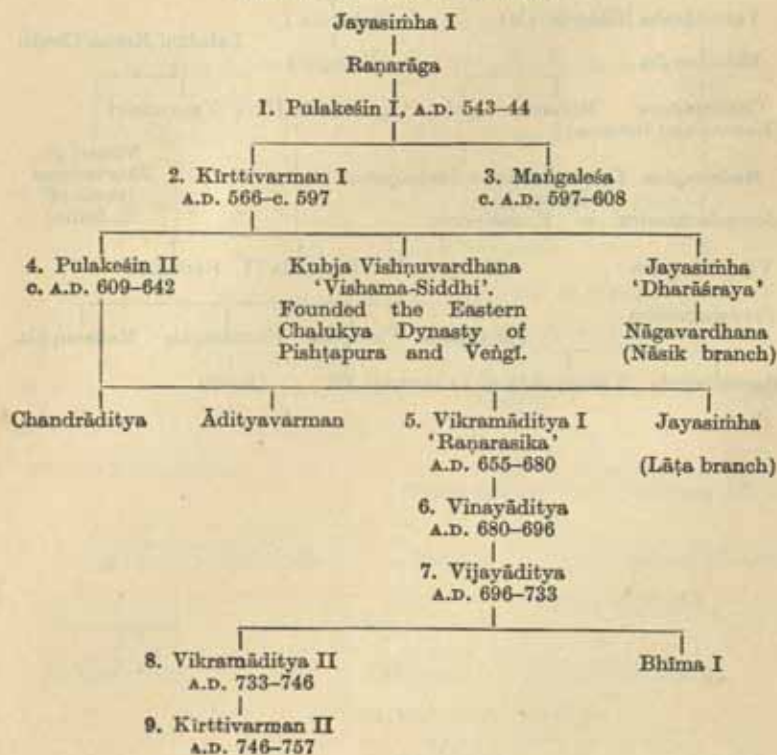 Jayasiṁha I
Raṇarāga
1. Pulakeśin I, A.D. 543–44
2. Kīrttivarman I
A.D. 566–c. 597
3. Maṅgaleśa
c. A.D. 597–608
4. Pulakeśin II
c. A.D. 609–642
Kubja Vishṇuvardhana
'Vishama-Siddhi'.
Founded the Eastern
Chalukya Dynasty of
Pishṭapura and Veṅgī.
Jayasiṁha
'Dharāśraya'
Nāgavardhana
(Nāsik branch)
Chandrāditya
Ādityavarman
5. Vikramāditya I
'Raṇarasika'
A.D. 655–680
Jayasiṁha
(Lāṭa branch)
6. Vinayāditya
A.D. 680–696
7. Vijayāditya
A.D. 696–733
8. Vikramāditya II
A.D. 733–746
Bhīma I
9. Kīrttivarman II
A.D. 746–757